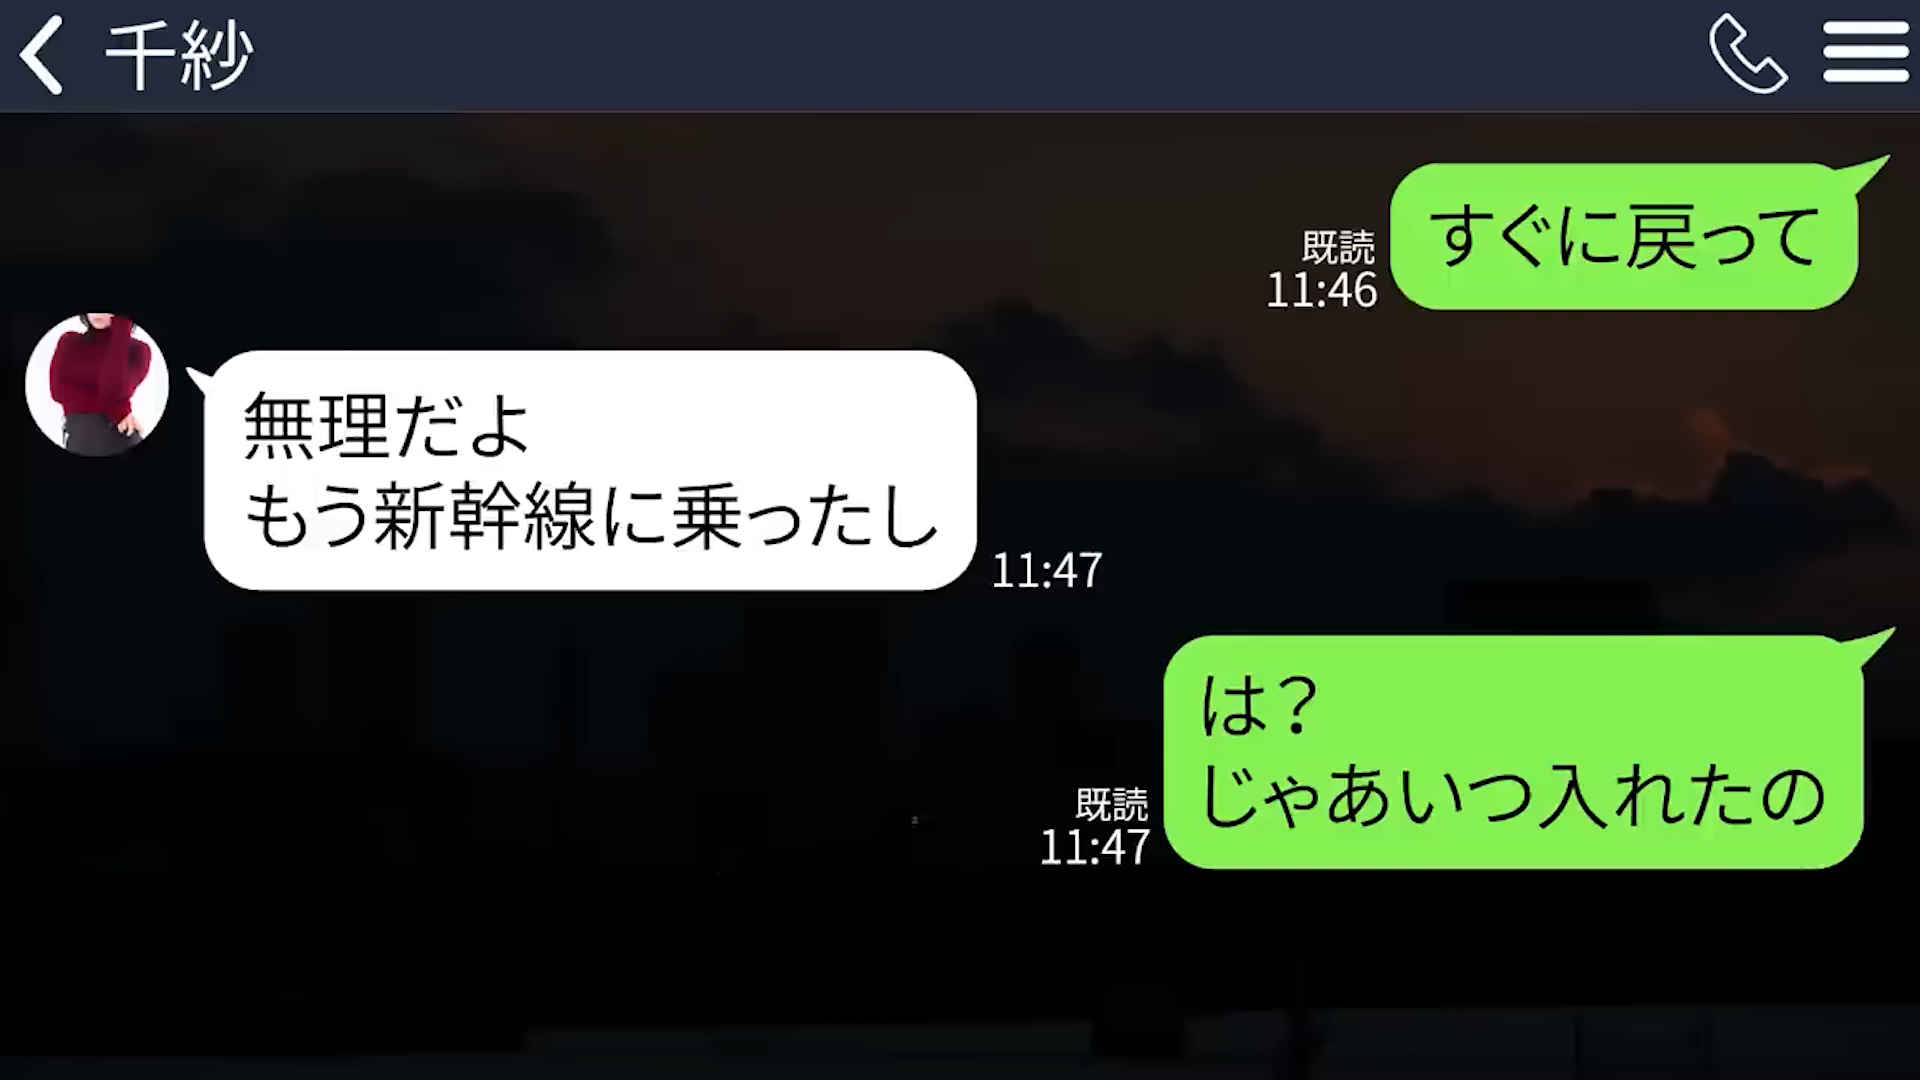 千紗
すぐに戻って
既読
11:46
無理だよ
もう新幹線に乗ったし
11:47
は?
じゃあいつ入れたの
既読
11:47